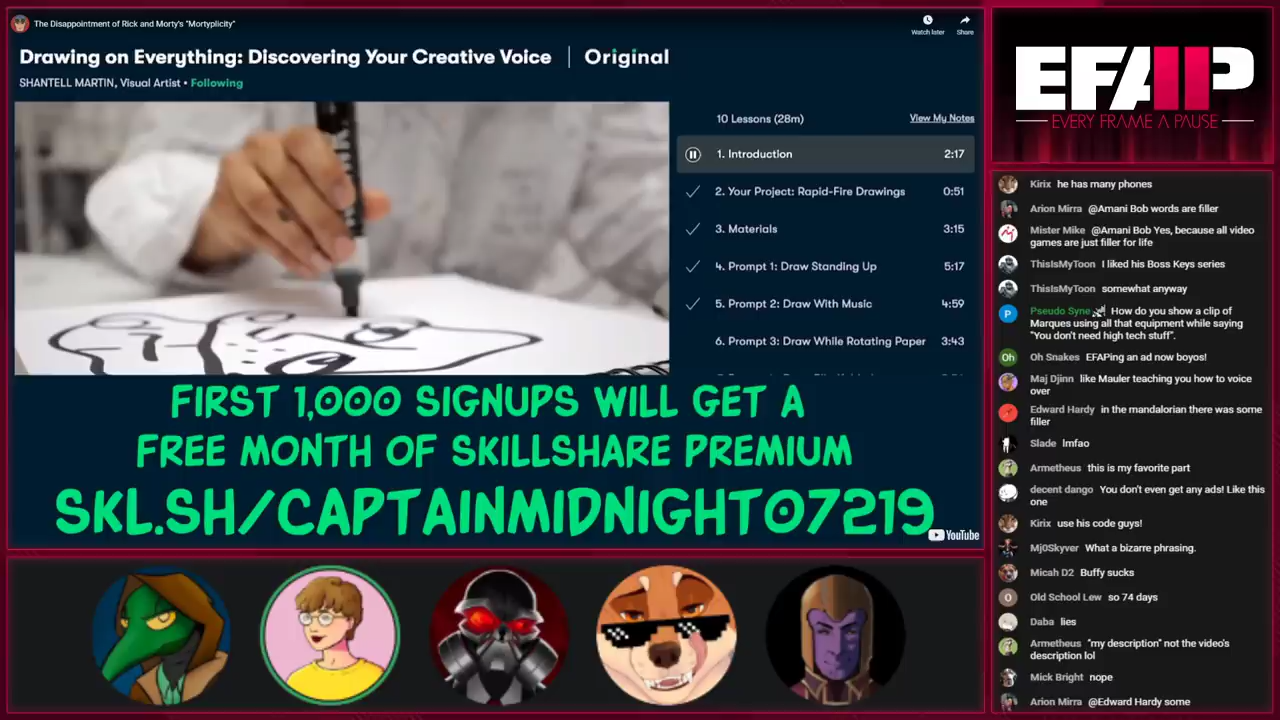 The Disappointment of Rick and Morty's "Mortyplicity"
Watch later
Share
Drawing on Everything: Discovering Your Creative Voice | Original
SHANTELL MARTIN, Visual Artist • Following
10 Lessons (28m)
View My Notes
1. Introduction 2:17
2. Your Project: Rapid-Fire Drawings 0:51
3. Materials 3:15
4. Prompt 1: Draw Standing Up 5:17
5. Prompt 2: Draw With Music 4:59
6. Prompt 3: Draw While Rotating Paper 3:43
FIRST 1,000 SIGNUPS WILL GET A
FREE MONTH OF SKILLSHARE PREMIUM
SKL.SH/CAPTAINMIDNIGHT07219
YouTube
EFAP
EVERY FRAME A PAUSE
Kirix he has many phones
Arion Mirra @Amani Bob words are filler
Mister Mike @Amani Bob Yes, because all video
games are just filler for life
ThisIsMyToon I liked his Boss Keys series
ThisIsMyToon somewhat anyway
P
Pseudo Syne How do you show a clip of
Marques using all that equipment while saying
"You don't need high tech stuff".
Oh
Oh Snakes EFAPing an ad now boyos!
Maj Djinn like Mauler teaching you how to voice
over
Edward Hardy in the mandalorian there was some
filler
Slade lmfao
Armetheus this is my favorite part
decent dango You don't even get any ads! Like this
one
Kirix use his code guys!
Mj0Skyver What a bizarre phrasing.
Micah D2 Buffy sucks
O
Old School Lew so 74 days
Daba lies
Armetheus "my description" not the video's
description lol
Mick Bright nope
Arion Mirra @Edward Hardy some